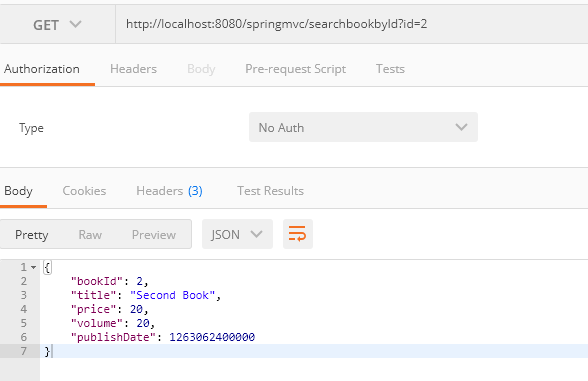 GET http://localhost:8080/springmvc/searchbookbyId?id=2
Authorization Headers Body Pre-request Script Tests
Type No Auth
Body Cookies Headers (3) Test Results
Pretty Raw Preview JSON
1 {
2 "bookId": 2,
3 "title": "Second Book",
4 "price": 20,
5 "volume": 20,
6 "publishDate": 1263062400000
7 }